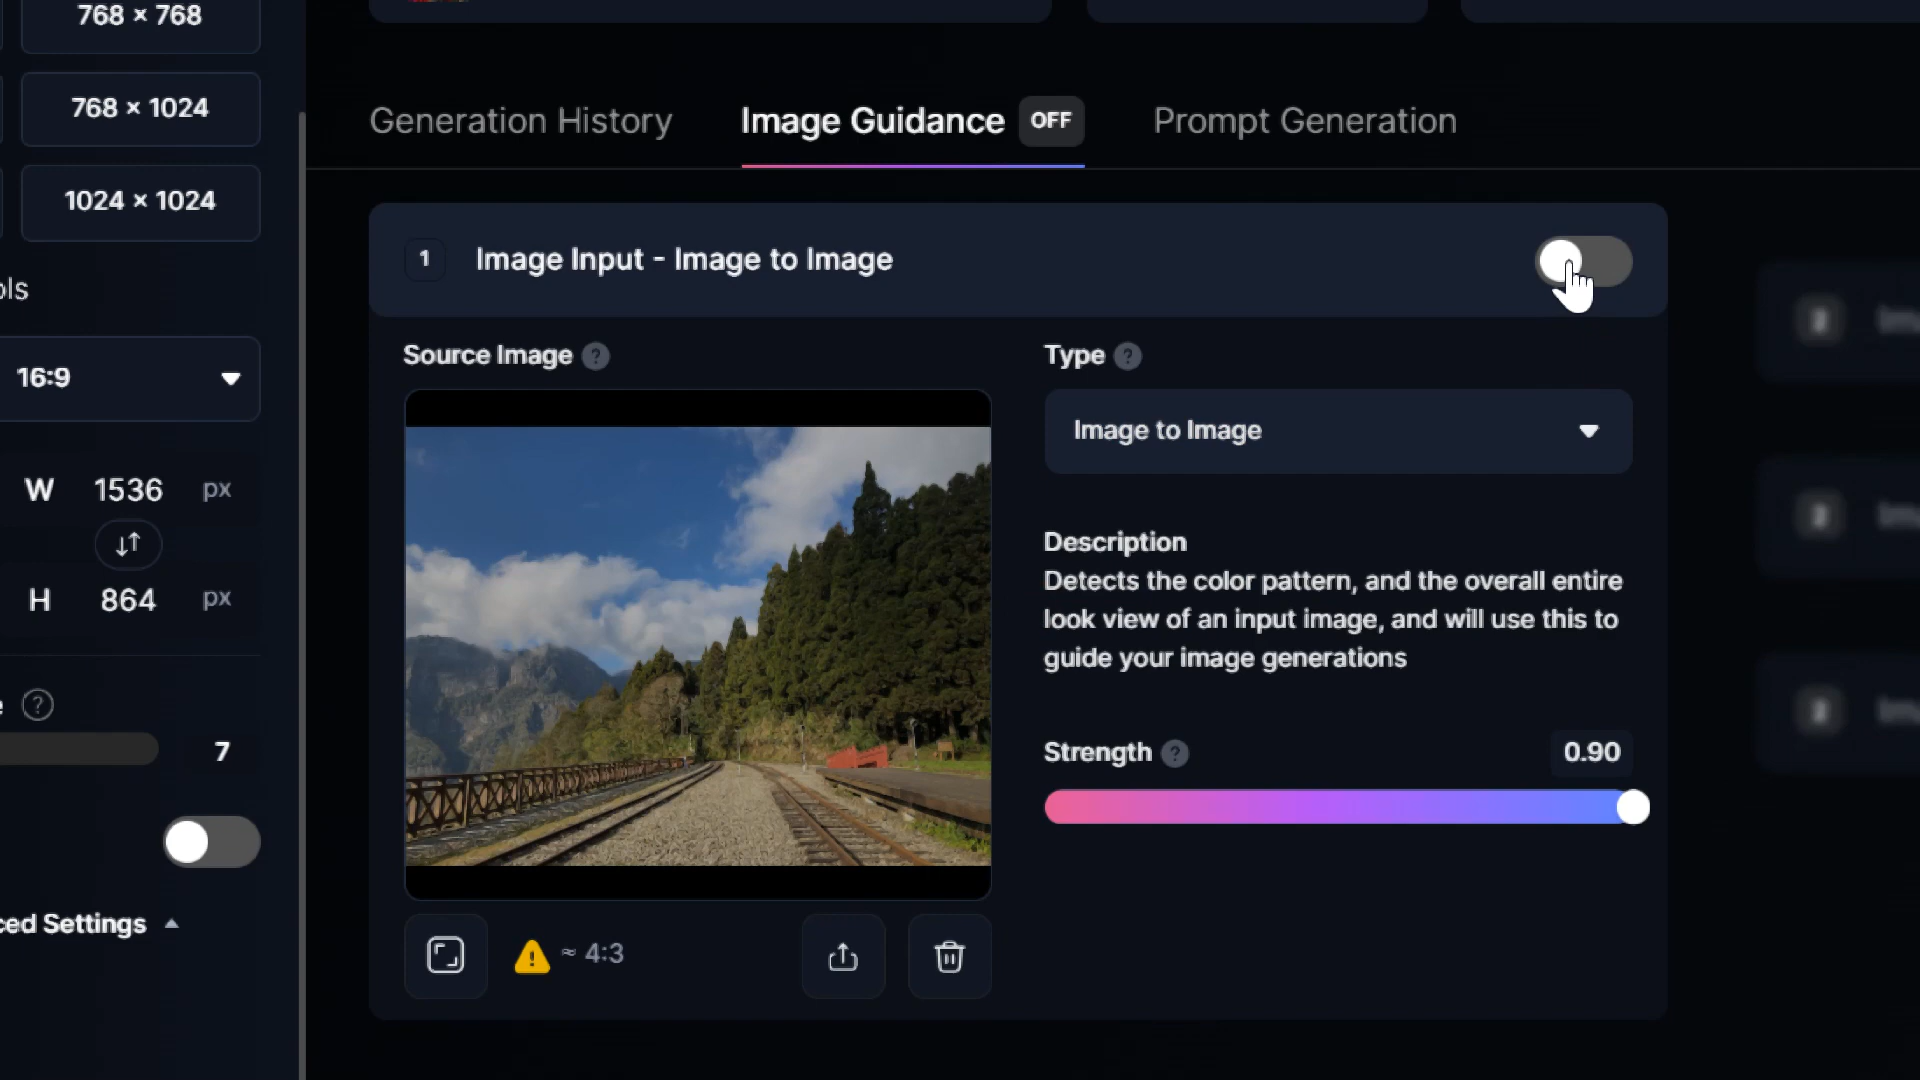 768 × 768
768 × 1024
1024 × 1024
ols
16:9
W 1536 px
H 864 px
7
ced Settings
Generation History
Image Guidance OFF
Prompt Generation
1 Image Input - Image to Image
Source Image ?
≈ 4:3
Type ?
Image to Image
Description
Detects the color pattern, and the overall entire
look view of an input image, and will use this to
guide your image generations
Strength ? 0.90